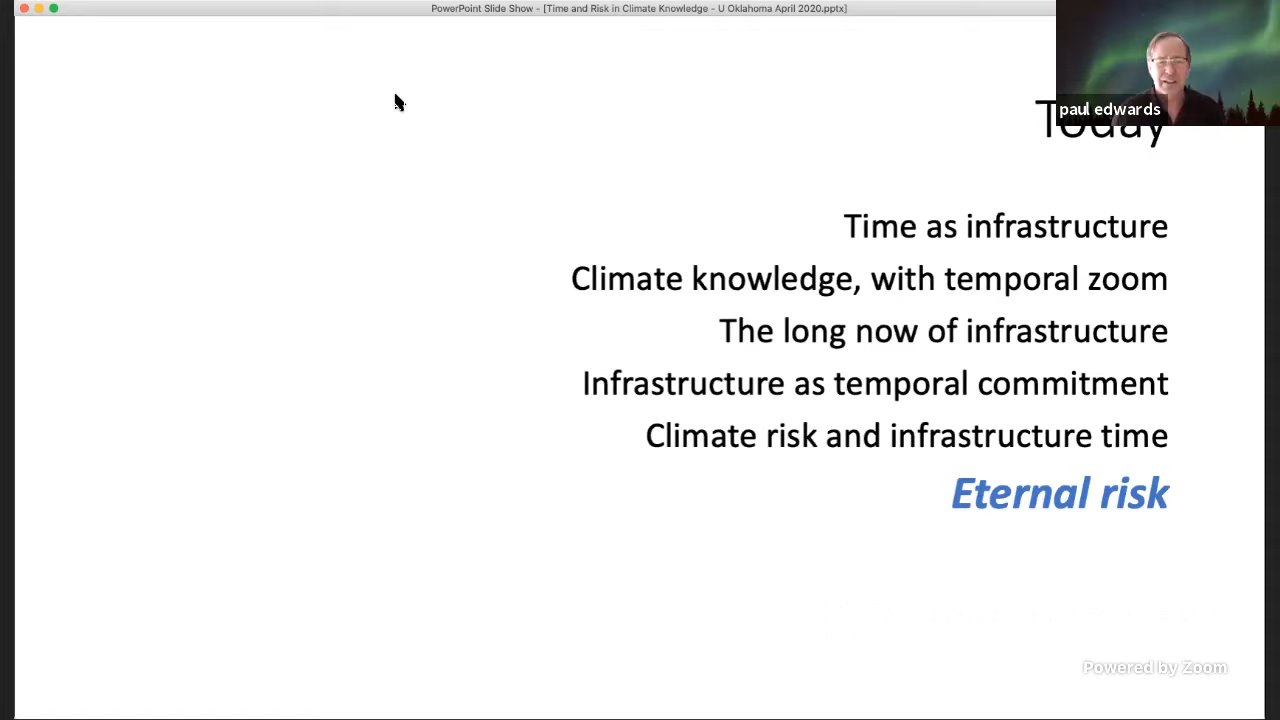 PowerPoint Slide Show - [Time and Risk in Climate Knowledge - U Oklahoma April 2020.pptx]
paul edwards
Today
Time as infrastructure
Climate knowledge, with temporal zoom
The long now of infrastructure
Infrastructure as temporal commitment
Climate risk and infrastructure time
Eternal risk
Powered by Zoom